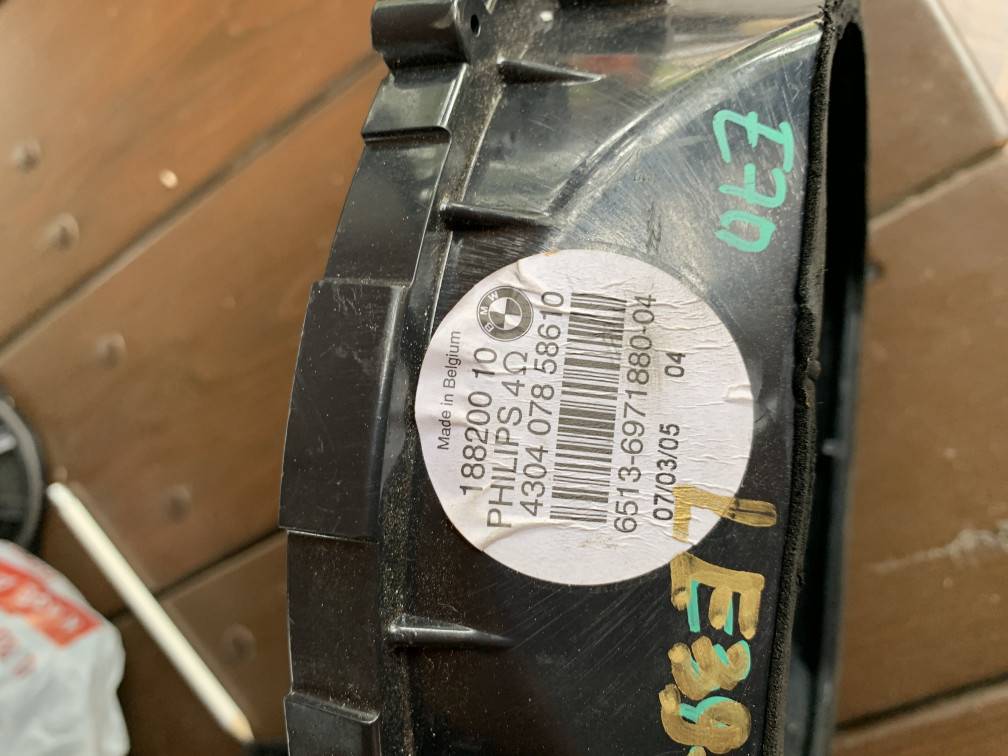 E70
BMW
Made in Belgium
188200 10
PHILIPS 4Ω
4304 078 58610
6513-6971880-04
07/03/05 04
L E39